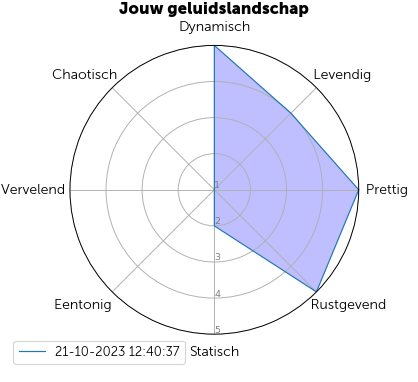 Jouw geluidslandschap
Dynamisch
Chaotisch
Levendig
Vervelend
Prettig
1
2
3
4
5
Eentonig
Rustgevend
21-10-2023 12:40:37
Statisch